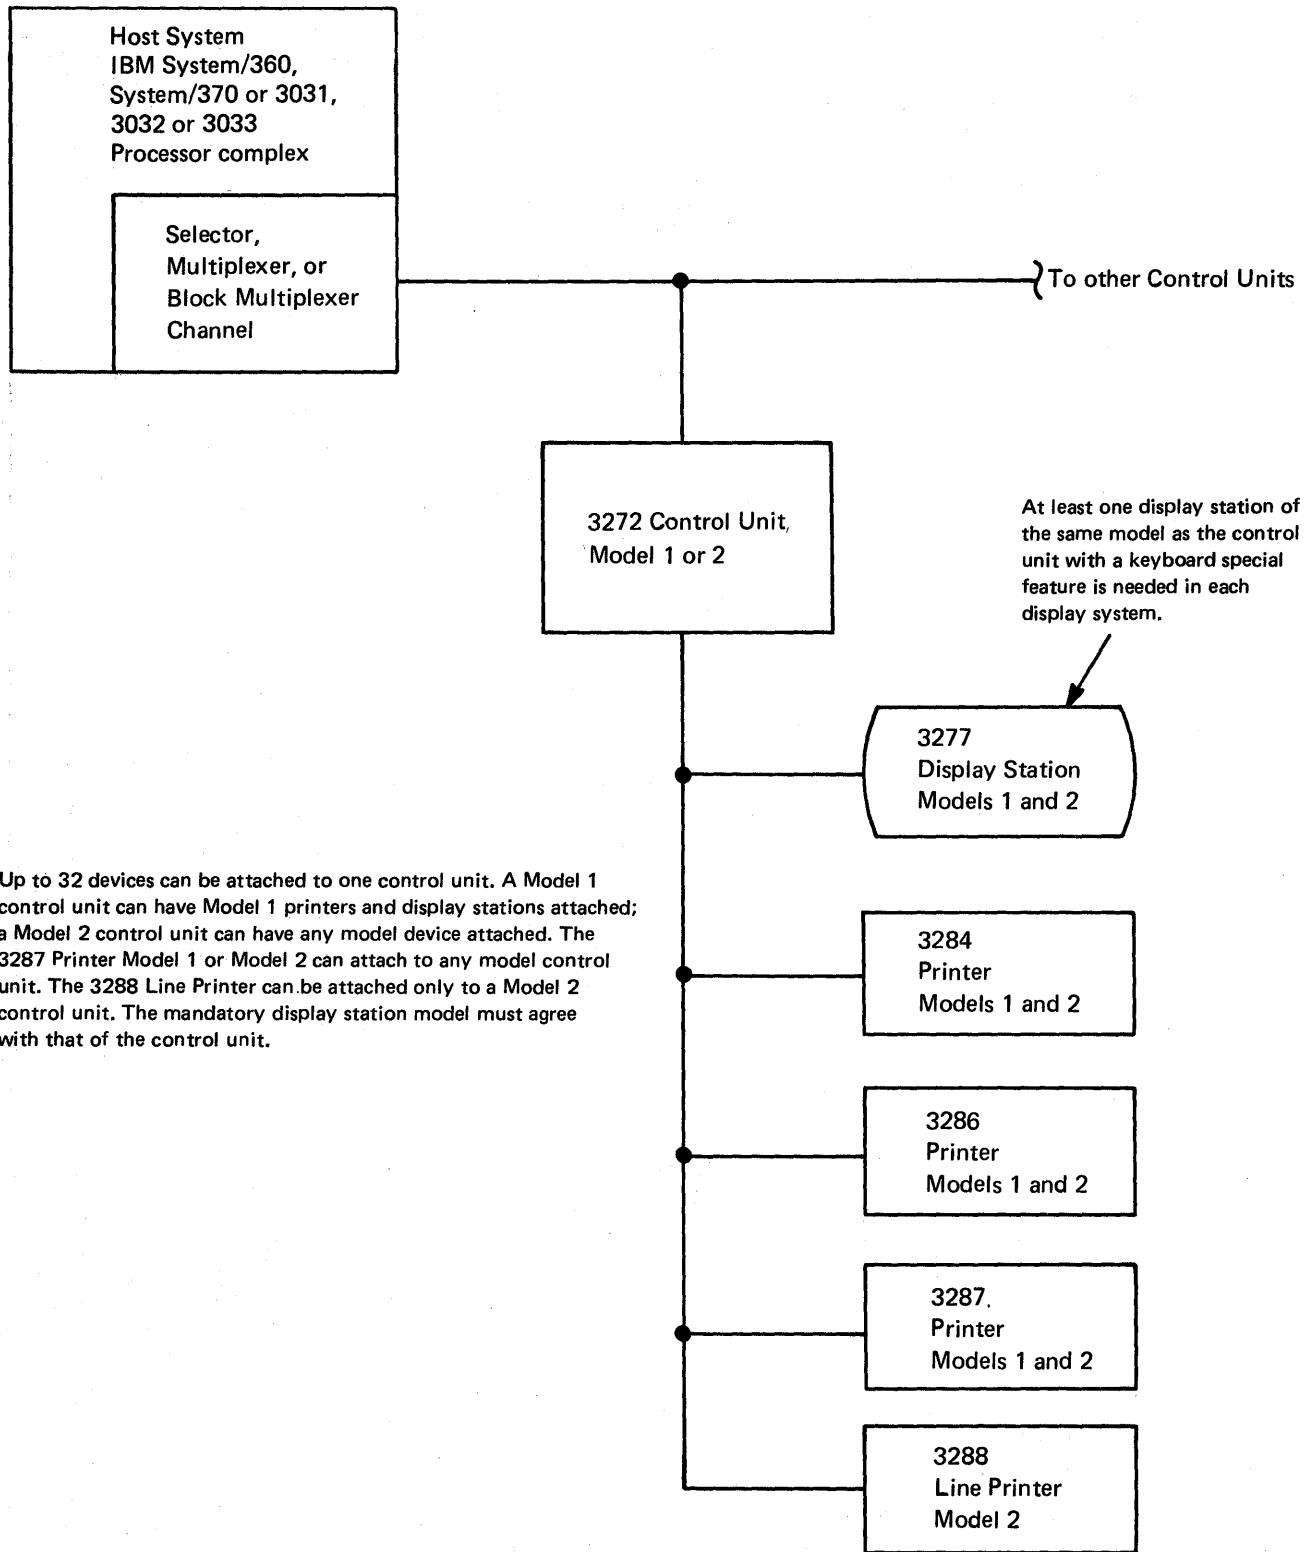 Host System
IBM System/360,
System/370 or 3031,
3032 or 3033
Processor complex
Selector,
Multiplexer, or
Block Multiplexer
Channel
To other Control Units
3272 Control Unit,
Model 1 or 2
At least one display station of
the same model as the control
unit with a keyboard special
feature is needed in each
display system.
3277
Display Station
Models 1 and 2
Up to 32 devices can be attached to one control unit. A Model 1
control unit can have Model 1 printers and display stations attached;
a Model 2 control unit can have any model device attached. The
3287 Printer Model 1 or Model 2 can attach to any model control
unit. The 3288 Line Printer can be attached only to a Model 2
control unit. The mandatory display station model must agree
with that of the control unit.
3284
Printer
Models 1 and 2
3286
Printer
Models 1 and 2
3287.
Printer
Models 1 and 2
3288
Line Printer
Model 2